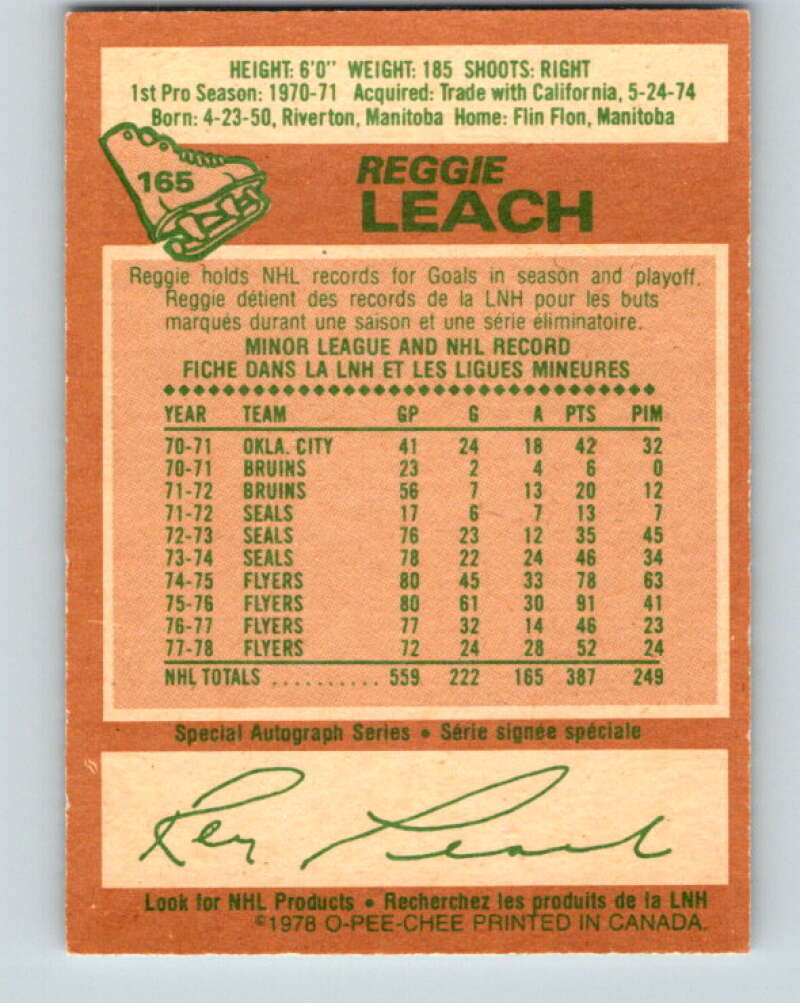 HEIGHT: 6'0" WEIGHT: 185 SHOOTS: RIGHT
1st Pro Season: 1970-71 Acquired: Trade with California, 5-24-74
Born: 4-23-50, Riverton, Manitoba Home: Flin Flon, Manitoba
165
REGGIE
LEACH
Reggie holds NHL records for Goals in season and playoff.
Reggie détient des records de la LNH pour les buts
marqués durant une saison et une série éliminatoire.
MINOR LEAGUE AND NHL RECORD
FICHE DANS LA LNH ET LES LIGUES MINEURES
YEAR TEAM GP G A PTS PIM
70-71 OKLA. CITY 41 24 18 42 32
70-71 BRUINS 23 2 4 6 0
71-72 BRUINS 56 7 13 20 12
71-72 SEALS 17 6 7 13 7
72-73 SEALS 76 23 12 35 45
73-74 SEALS 78 22 24 46 34
74-75 FLYERS 80 45 33 78 63
75-76 FLYERS 80 61 30 91 41
76-77 FLYERS 77 32 14 46 23
77-78 FLYERS 72 24 28 52 24
NHL TOTALS .......... 559 222 165 387 249
Special Autograph Series • Série signée spéciale
Reg Leach
Look for NHL Products • Recherchez les produits de la LNH
©1978 O-PEE-CHEE PRINTED IN CANADA.